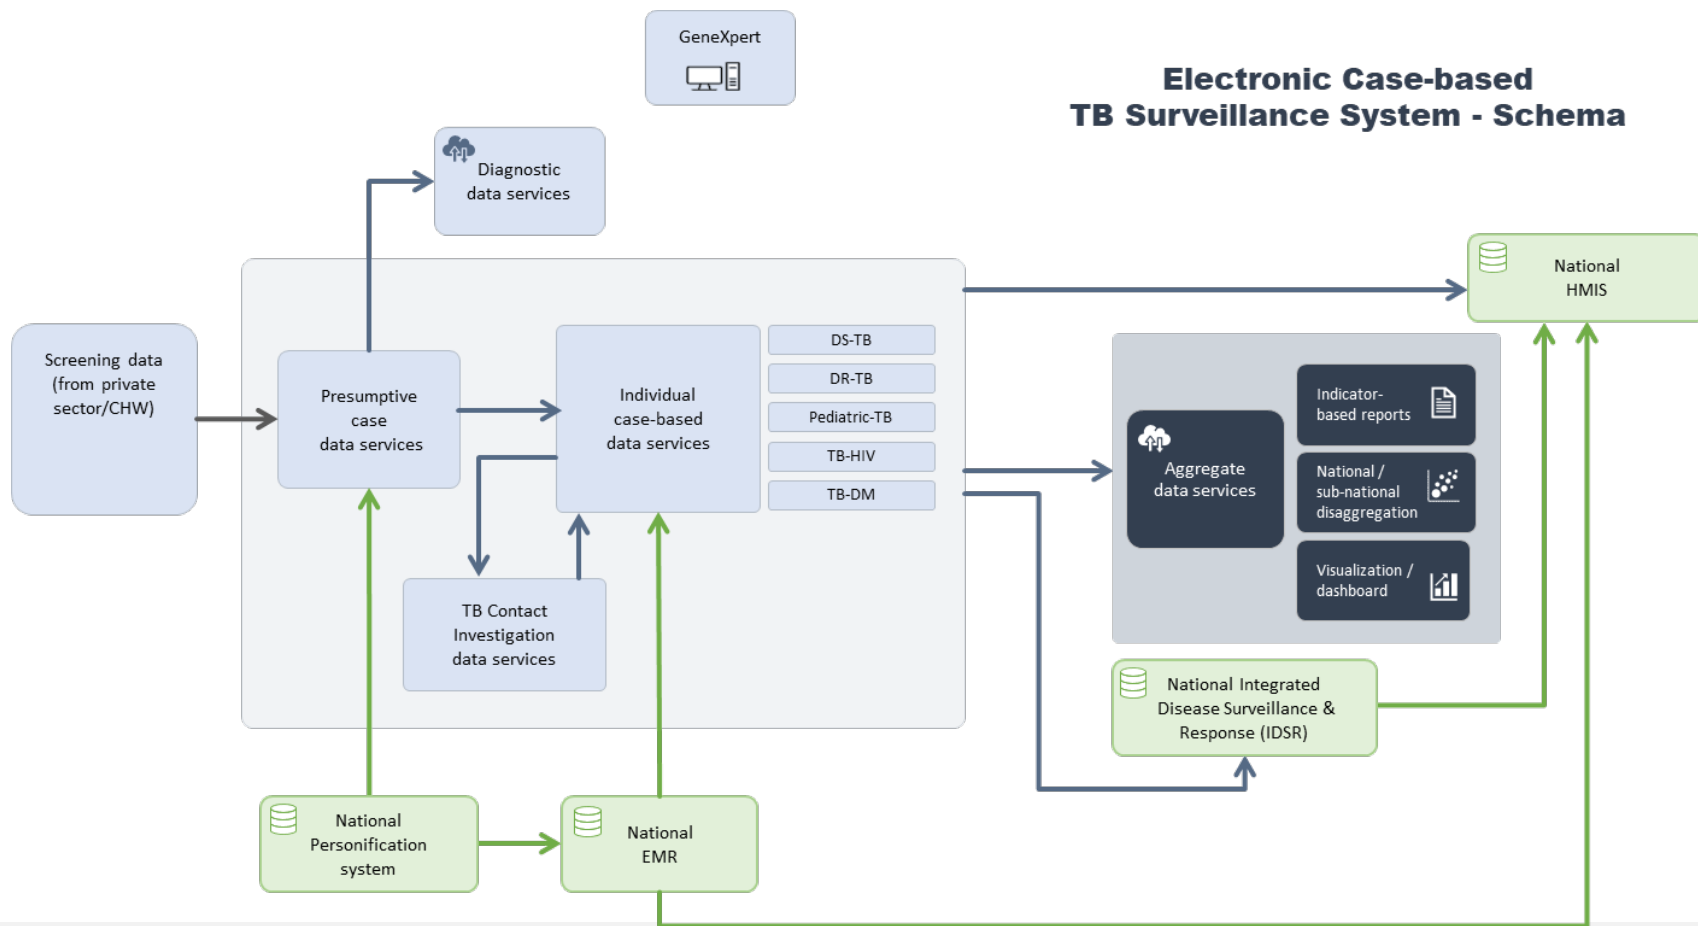 GeneXpert
Electronic Case-based
TB Surveillance System - Schema
Diagnostic
data services
National
HMIS
Screening data
(from private
sector/CHW)
Presumptive
case
data services
Individual
case-based
data services
DS-TB
DR-TB
Pediatric-TB
TB-HIV
TB-DM
Aggregate
data services
Indicator-
based reports
National /
sub-national
disaggregation
Visualization /
dashboard
TB Contact
Investigation
data services
National Integrated
Disease Surveillance &
Response (IDSR)
National
Personification
system
National
EMR